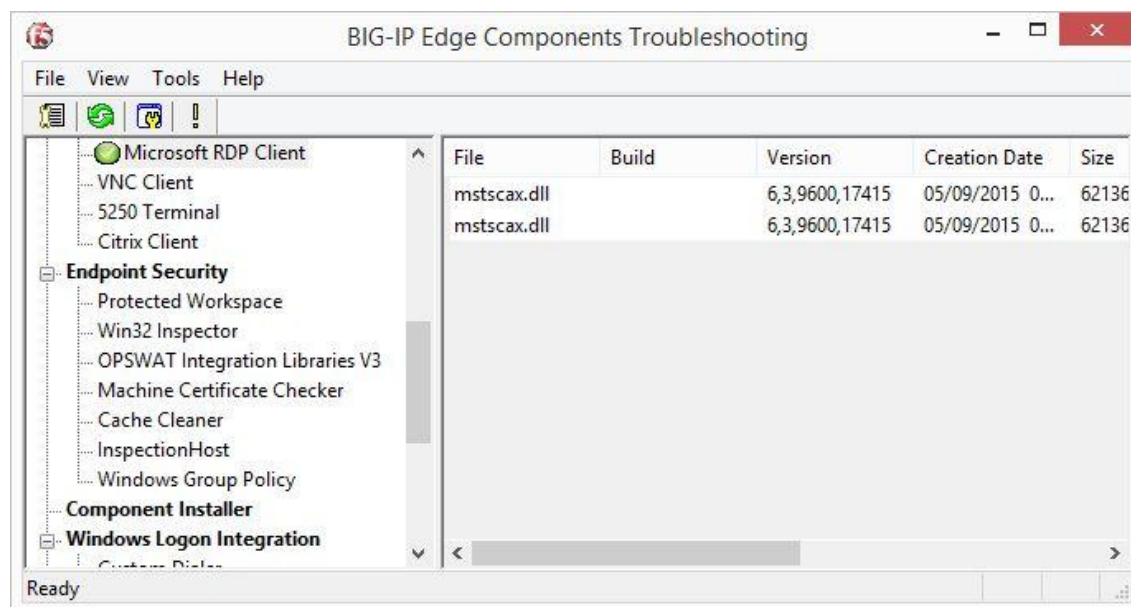 BIG-IP Edge Components Troubleshooting
File View Tools Help
Microsoft RDP Client
VNC Client
5250 Terminal
Citrix Client
Endpoint Security
Protected Workspace
Win32 Inspector
OPSWAT Integration Libraries V3
Machine Certificate Checker
Cache Cleaner
InspectionHost
Windows Group Policy
Component Installer
Windows Logon Integration
File Build Version Creation Date Size
mstscax.dll 6,3,9600,17415 05/09/2015 0... 62136
mstscax.dll 6,3,9600,17415 05/09/2015 0... 62136
Ready